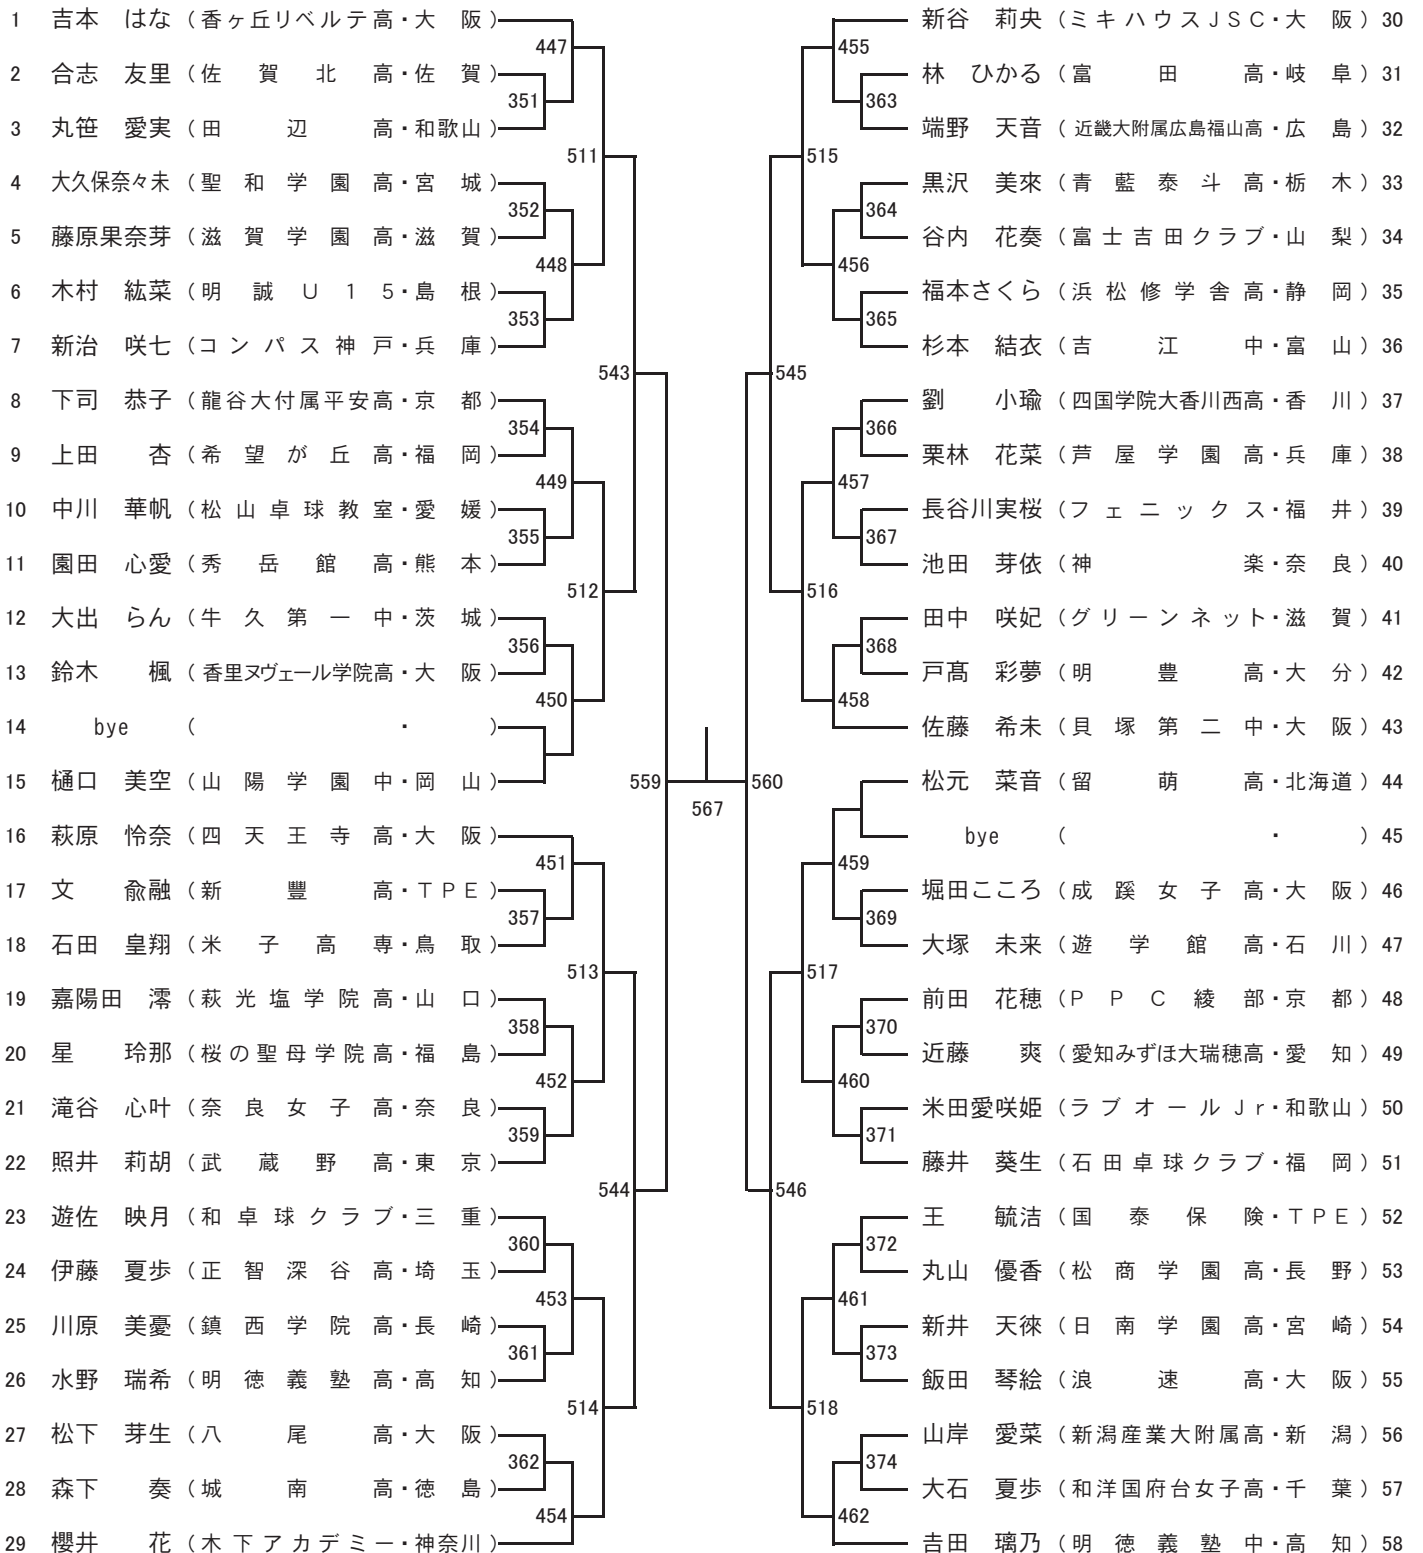 1 吉本 はな （香ヶ丘リベルテ高・大 阪）
2 合志 友里 （佐賀北高・佐 賀）
3 丸笹 愛実 （田辺高・和歌山）
4 大久保奈々未 （聖和学園高・宮 城）
5 藤原果奈芽 （滋賀学園高・滋 賀）
6 木村 紘菜 （明誠U15・島 根）
7 新治 咲七 （コンパス神戸・兵 庫）
8 下司 恭子 （龍谷大付属平安高・京 都）
9 上田 杏 （希望が丘高・福 岡）
10 中川 華帆 （松山卓球教室・愛 媛）
11 園田 心愛 （秀岳館高・熊 本）
12 大出 らん （牛久第一中・茨 城）
13 鈴木 楓 （香里ヌヴェール学院高・大 阪）
14 bye （ ・ ）
15 樋口 美空 （山陽学園中・岡 山）
16 萩原 怜奈 （四天王寺高・大 阪）
17 文 兪融 （新豐高・TPE）
18 石田 皇翔 （米子高専・鳥 取）
19 嘉陽田 澪 （萩光塩学院高・山 口）
20 星 玲那 （桜の聖母学院高・福 島）
21 滝谷 心叶 （奈良女子高・奈 良）
22 照井 莉胡 （武蔵野高・東 京）
23 遊佐 映月 （和卓球クラブ・三 重）
24 伊藤 夏歩 （正智深谷高・埼 玉）
25 川原 美憂 （鎮西学院高・長 崎）
26 水野 瑞希 （明徳義塾高・高 知）
27 松下 芽生 （八尾高・大 阪）
28 森下 奏 （城南高・徳 島）
29 櫻井 花 （木下アカデミー・神奈川）
447
351
511
352
448
353
543
354
449
355
512
356
450
559
451
357
513
358
452
359
544
360
453
361
514
362
454
567
560
455
363
515
364
456
365
545
366
457
367
516
368
458
459
369
517
370
460
371
546
372
461
373
518
374
462
新谷 莉央 （ミキハウスJSC・大 阪） 30
林 ひかる （富田高・岐 阜） 31
端野 天音 （近畿大附属広島福山高・広 島） 32
黒沢 美來 （青藍泰斗高・栃 木） 33
谷内 花奏 （富士吉田クラブ・山 梨） 34
福本さくら （浜松修学舎高・静 岡） 35
杉本 結衣 （吉江中・富 山） 36
劉 小瑜 （四国学院大香川西高・香 川） 37
栗林 花菜 （芦屋学園高・兵 庫） 38
長谷川実桜 （フェニックス・福 井） 39
池田 芽依 （神楽・奈 良） 40
田中 咲妃 （グリーンネット・滋 賀） 41
戸髙 彩夢 （明豊高・大 分） 42
佐藤 希未 （貝塚第二中・大 阪） 43
松元 菜音 （留萌高・北海道） 44
bye （ ・ ） 45
堀田こころ （成蹊女子高・大 阪） 46
大塚 未来 （遊学館高・石 川） 47
前田 花穂 （PPC綾部・京 都） 48
近藤 爽 （愛知みずほ大瑞穂高・愛 知） 49
米田愛咲姫 （ラブオールJr・和歌山） 50
藤井 葵生 （石田卓球クラブ・福 岡） 51
王 毓洁 （国泰保険・TPE） 52
丸山 優香 （松商学園高・長 野） 53
新井 天徠 （日南学園高・宮 崎） 54
飯田 琴絵 （浪速高・大 阪） 55
山岸 愛菜 （新潟産業大附属高・新 潟） 56
大石 夏歩 （和洋国府台女子高・千 葉） 57
𠮷田 璃乃 （明徳義塾中・高 知） 58